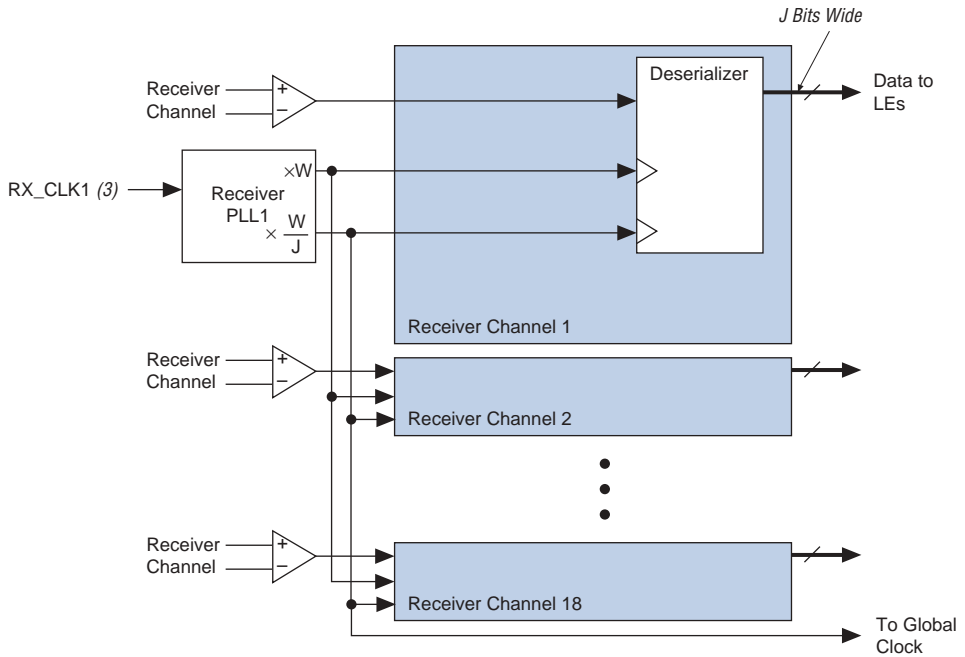 J Bits Wide
Receiver
Channel
+
−
Deserializer
Data to
LEs
RX_CLK1 (3)
Receiver
PLL1
×W
× W
J
Receiver Channel 1
Receiver
Channel
+
−
Receiver Channel 2
Receiver
Channel
+
−
Receiver Channel 18
To Global
Clock